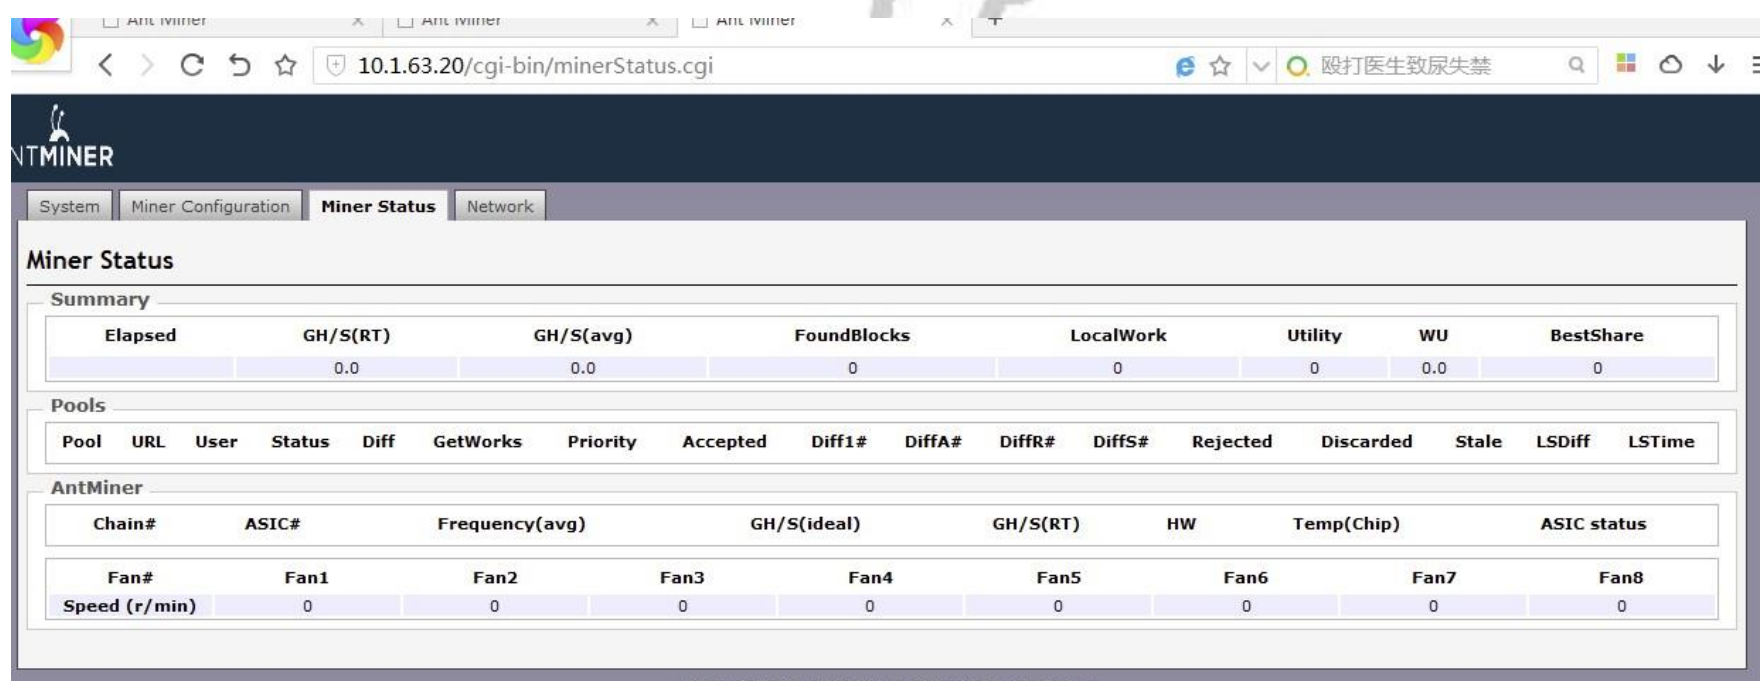 Ant Miner Ant Miner Ant Miner
10.1.63.20/cgi-bin/minerStatus.cgi 殴打医生致尿失禁
NTMINER
System Miner Configuration Miner Status Network
Miner Status
Summary
Elapsed GH/S(RT) GH/S(avg) FoundBlocks LocalWork Utility WU BestShare
0.0 0.0 0 0 0 0.0 0
Pools
Pool URL User Status Diff GetWorks Priority Accepted Diff1# DiffA# DiffR# DiffS# Rejected Discarded Stale LSDiff LSTime
AntMiner
Chain# ASIC# Frequency(avg) GH/S(ideal) GH/S(RT) HW Temp(Chip) ASIC status
Fan# Fan1 Fan2 Fan3 Fan4 Fan5 Fan6 Fan7 Fan8
Speed (r/min) 0 0 0 0 0 0 0 0